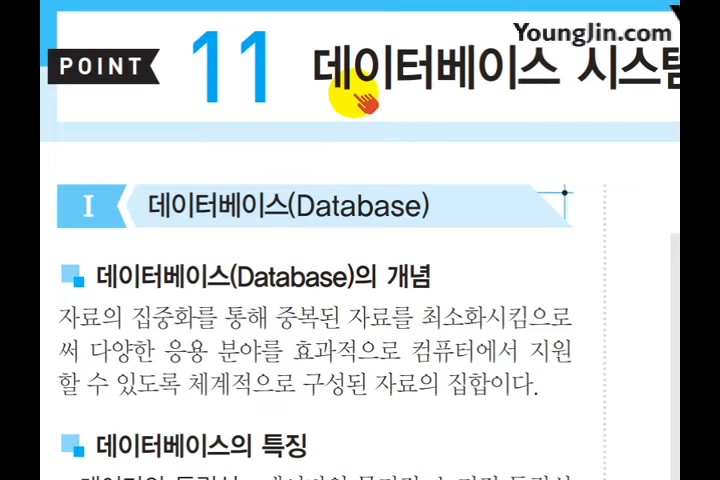 YoungJin.com
POINT 11 데이터베이스 시스템
I 데이터베이스(Database)
데이터베이스(Database)의 개념
자료의 집중화를 통해 중복된 자료를 최소화시킴으로
써 다양한 응용 분야를 효과적으로 컴퓨터에서 지원
할 수 있도록 체계적으로 구성된 자료의 집합이다.
데이터베이스의 특징